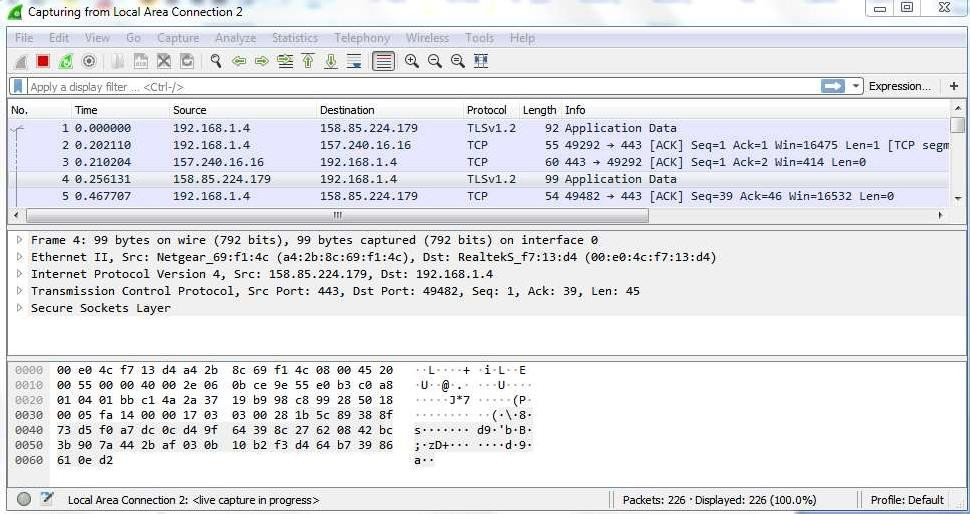 Capturing from Local Area Connection 2
File Edit View Go Capture Analyze Statistics Telephony Wireless Tools Help
Apply a display filter ... <Ctrl-/> Expression... +
No. Time Source Destination Protocol Length Info
1 0.000000 192.168.1.4 158.85.224.179 TLSv1.2 92 Application Data
2 0.202110 192.168.1.4 157.240.16.16 TCP 55 49292 → 443 [ACK] Seq=1 Ack=1 Win=16475 Len=1 [TCP segm
3 0.210204 157.240.16.16 192.168.1.4 TCP 60 443 → 49292 [ACK] Seq=1 Ack=2 Win=414 Len=0
4 0.256131 158.85.224.179 192.168.1.4 TLSv1.2 99 Application Data
5 0.467707 192.168.1.4 158.85.224.179 TCP 54 49482 → 443 [ACK] Seq=39 Ack=46 Win=16532 Len=0
Frame 4: 99 bytes on wire (792 bits), 99 bytes captured (792 bits) on interface 0
Ethernet II, Src: Netgear_69:f1:4c (a4:2b:8c:69:f1:4c), Dst: RealtekS_f7:13:d4 (00:e0:4c:f7:13:d4)
Internet Protocol Version 4, Src: 158.85.224.179, Dst: 192.168.1.4
Transmission Control Protocol, Src Port: 443, Dst Port: 49482, Seq: 1, Ack: 39, Len: 45
Secure Sockets Layer
0000 00 e0 4c f7 13 d4 a4 2b 8c 69 f1 4c 08 00 45 20 ··L····+ ·i·L··E
0010 00 55 00 00 40 00 2e 06 0b ce 9e 55 e0 b3 c0 a8 ·U··@·.· ···U····
0020 01 04 01 bb c1 4a 2a 37 19 b9 98 c8 99 28 50 18 ·····J*7 ·····(P·
0030 00 05 fa 14 00 00 17 03 03 00 28 1b 5c 89 38 8f ········ ··(·\·8·
0040 73 d5 f0 a7 dc 0c d4 9f 64 39 8c 27 62 08 42 bc s······· d9·'b·B·
0050 3b 90 7a 44 2b af 03 0b 10 b2 f3 d4 64 b7 39 86 ;·zD+··· ····d·9·
0060 61 0e d2 a··
Local Area Connection 2: <live capture in progress> Packets: 226 · Displayed: 226 (100.0%) Profile: Default